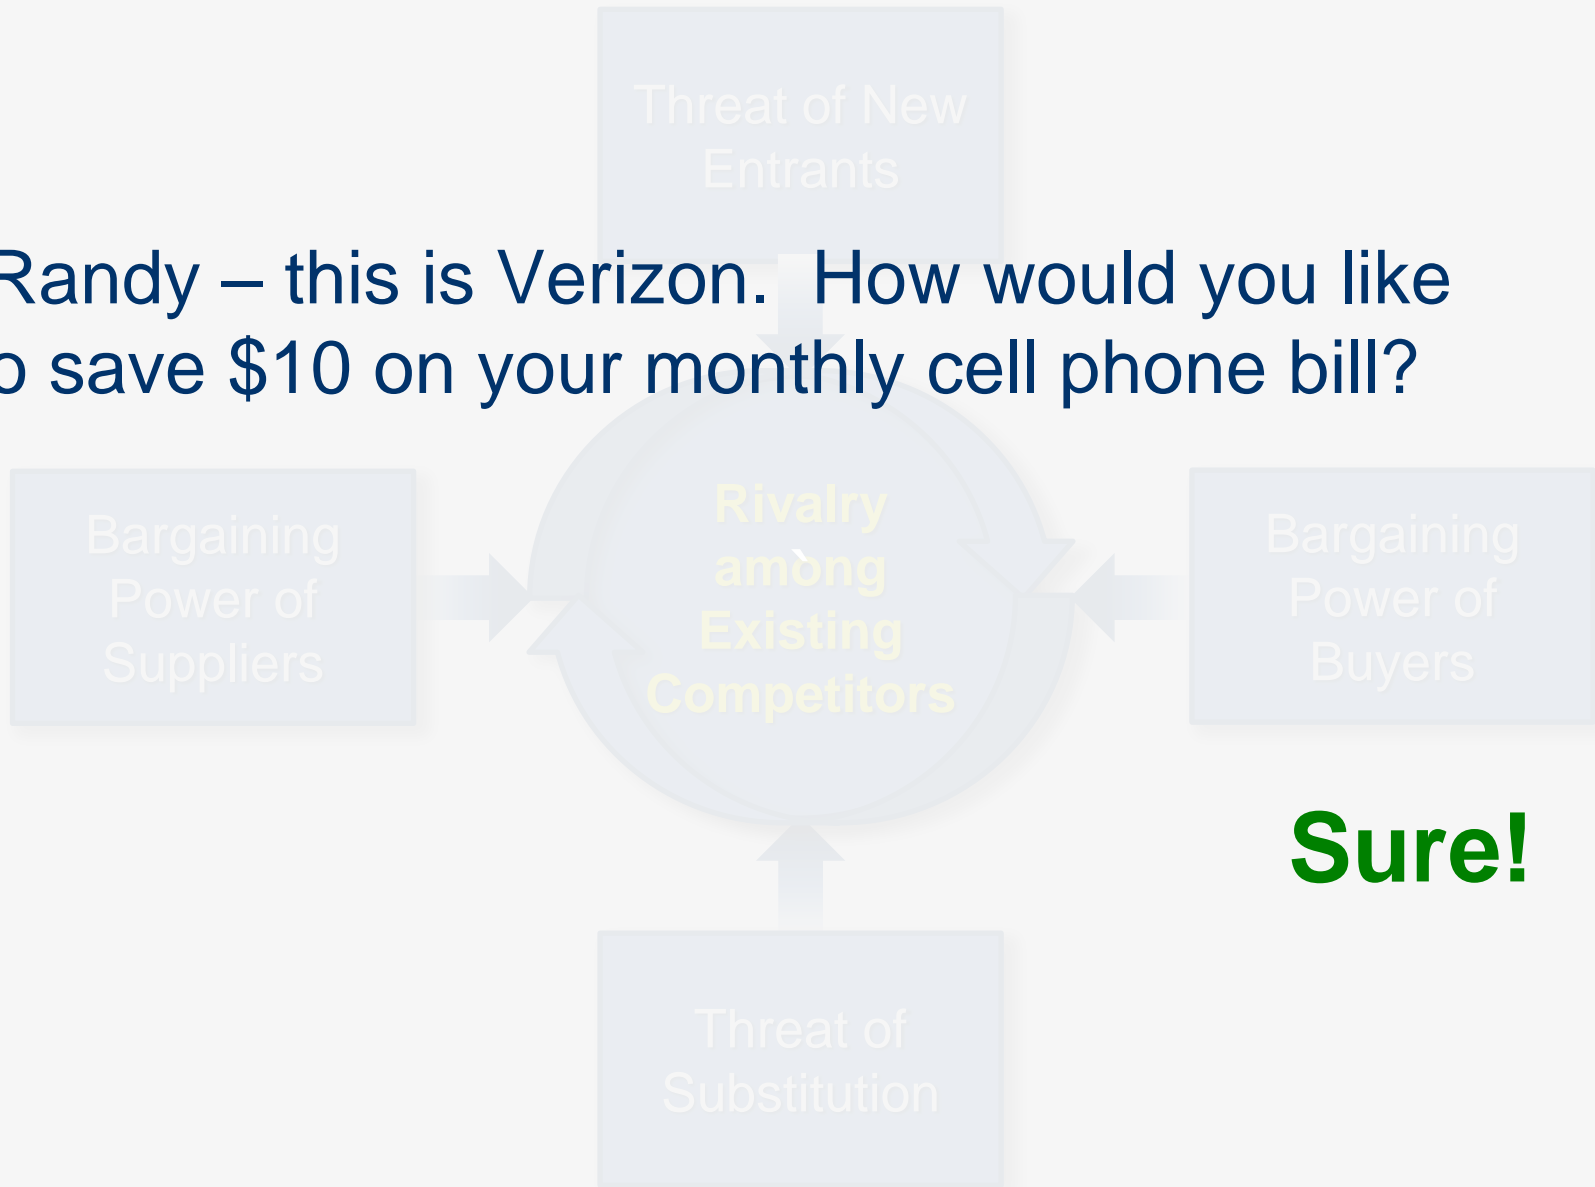 Threat of New
Entrants
Randy – this is Verizon. How would you like
o save $10 on your monthly cell phone bill?
Bargaining
Power of
Suppliers
Rivalry
among
Existing
Competitors
`
Bargaining
Power of
Buyers
Sure!
Threat of
Substitution